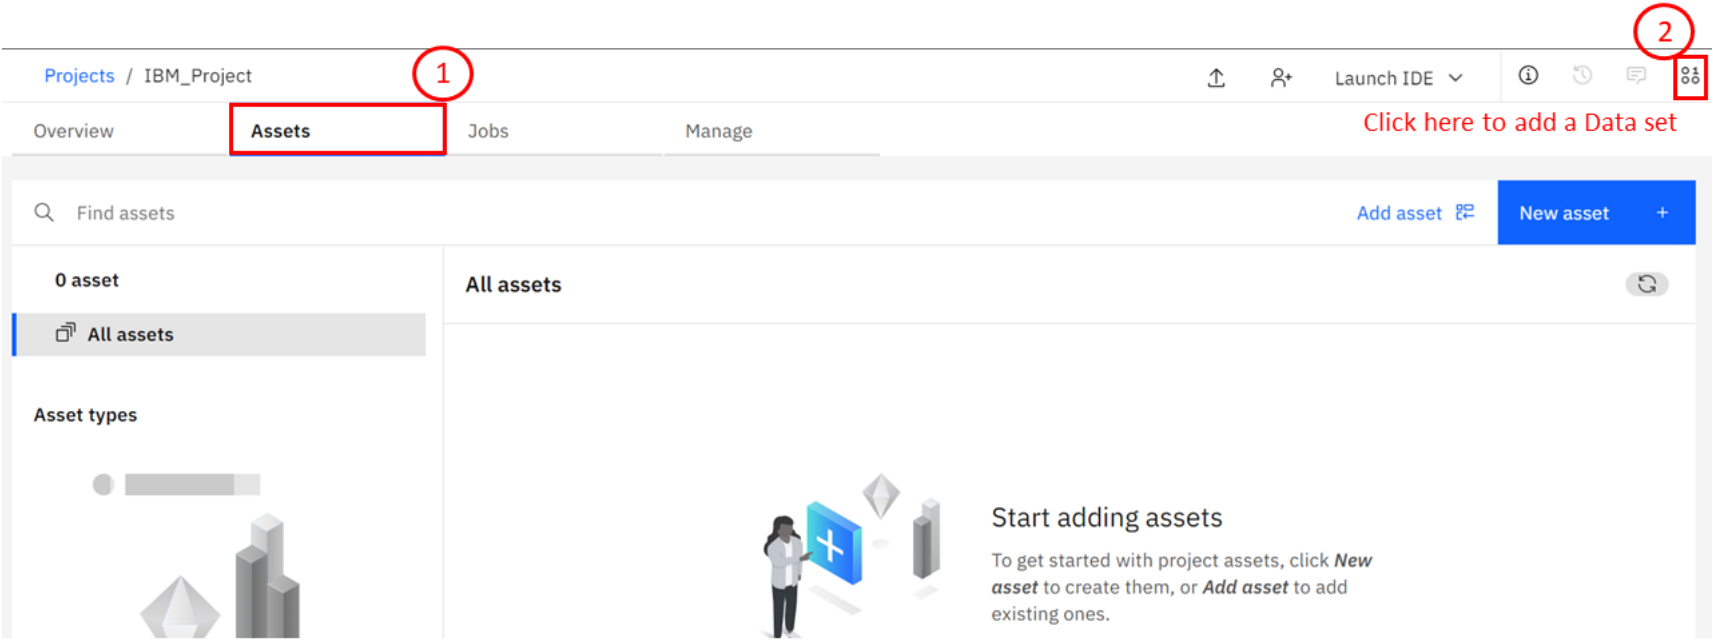 2
Projects / IBM_Project
1
Launch IDE
Overview
Assets
Jobs
Manage
Click here to add a Data set
Find assets
Add asset
New asset +
0 asset
All assets
All assets
Asset types
Start adding assets
To get started with project assets, click New
asset to create them, or Add asset to add
existing ones.